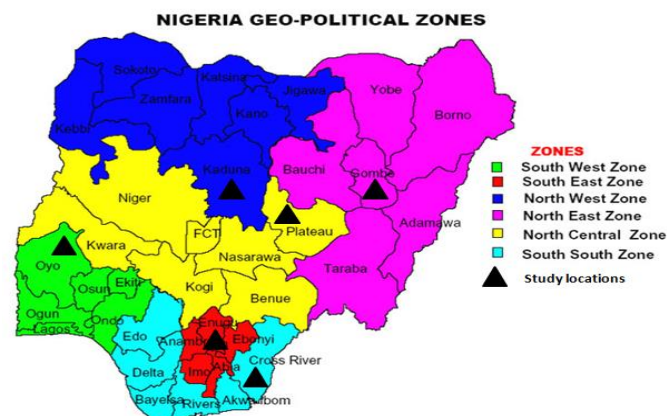 NIGERIA GEO-POLITICAL ZONES
Sokoto
Katsina
Jigawa
Yobe
Zamfara
Kano
Borno
Kebbi
Kaduna
Bauchi
Gombe
Niger
Adamawa
FCT
Plateau
Kwara
Nasarawa
Taraba
Oyo
Osun
Ekiti
Kogi
Benue
Ogun
Lagos
Ondo
Edo
Enugu
Ebonyi
Imo
Abia
Cross River
Delta
Bayelsa
Rivers
ZONES
South West Zone
South East Zone
North West Zone
North East Zone
North Central Zone
South South Zone
Study locations